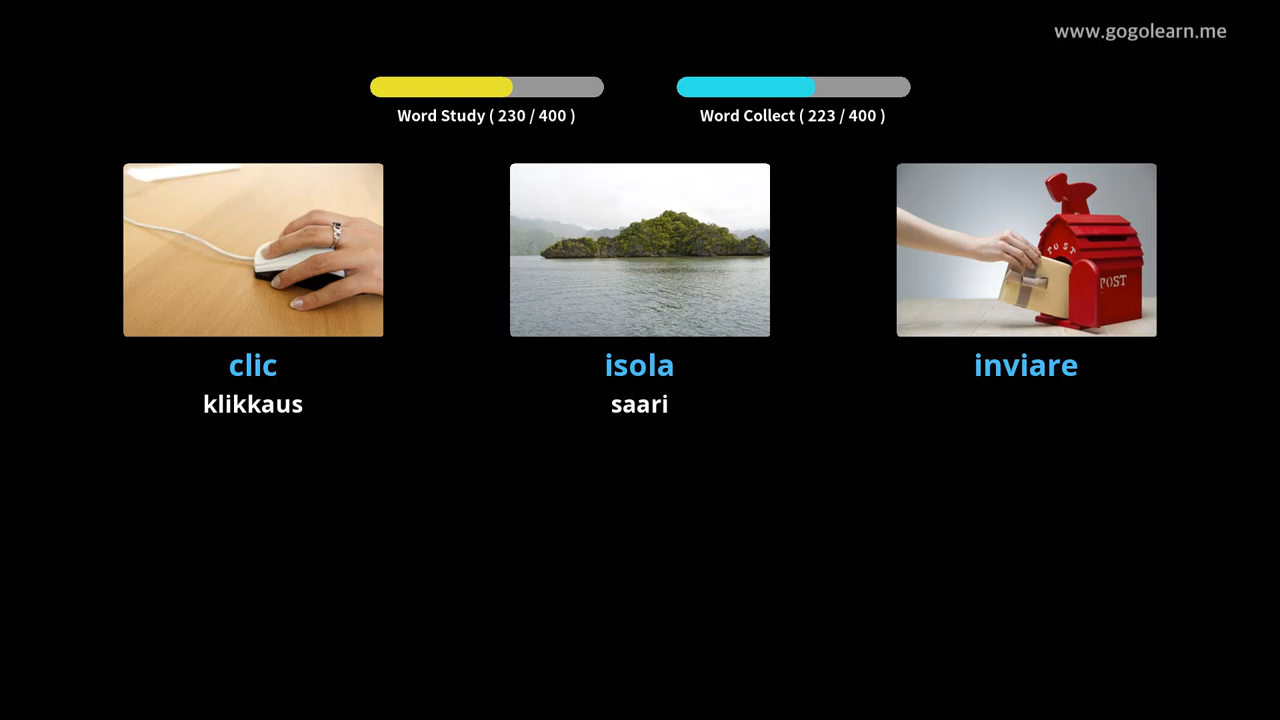 www.gogolearn.me
Word Study ( 230 / 400 )
Word Collect ( 223 / 400 )
POST
POST
clic
isola
inviare
klikkaus
saari